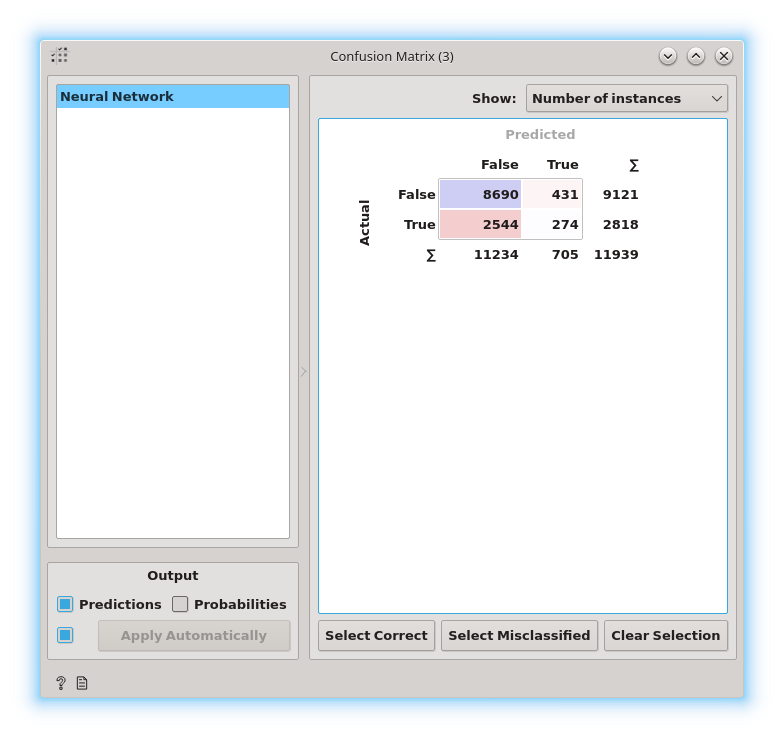 Confusion Matrix (3)
Neural Network
Show: Number of instances
Predicted
False True ∑
Actual
False 8690 431 9121
True 2544 274 2818
∑ 11234 705 11939
Output
Predictions Probabilities
Apply Automatically
Select Correct Select Misclassified Clear Selection
?